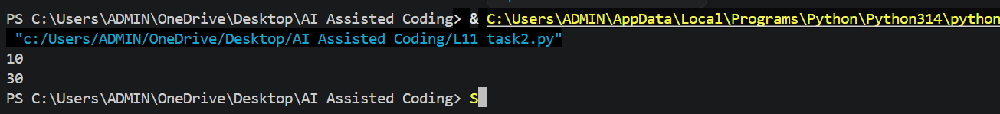 PS C:\Users\ADMIN\OneDrive\Desktop\AI Assisted Coding> & C:\Users\ADMIN\AppData\Local\Programs\Python\Python314\python
"c:/Users/ADMIN/OneDrive/Desktop/AI Assisted Coding/L11 task2.py"
10
30
PS C:\Users\ADMIN\OneDrive\Desktop\AI Assisted Coding> S